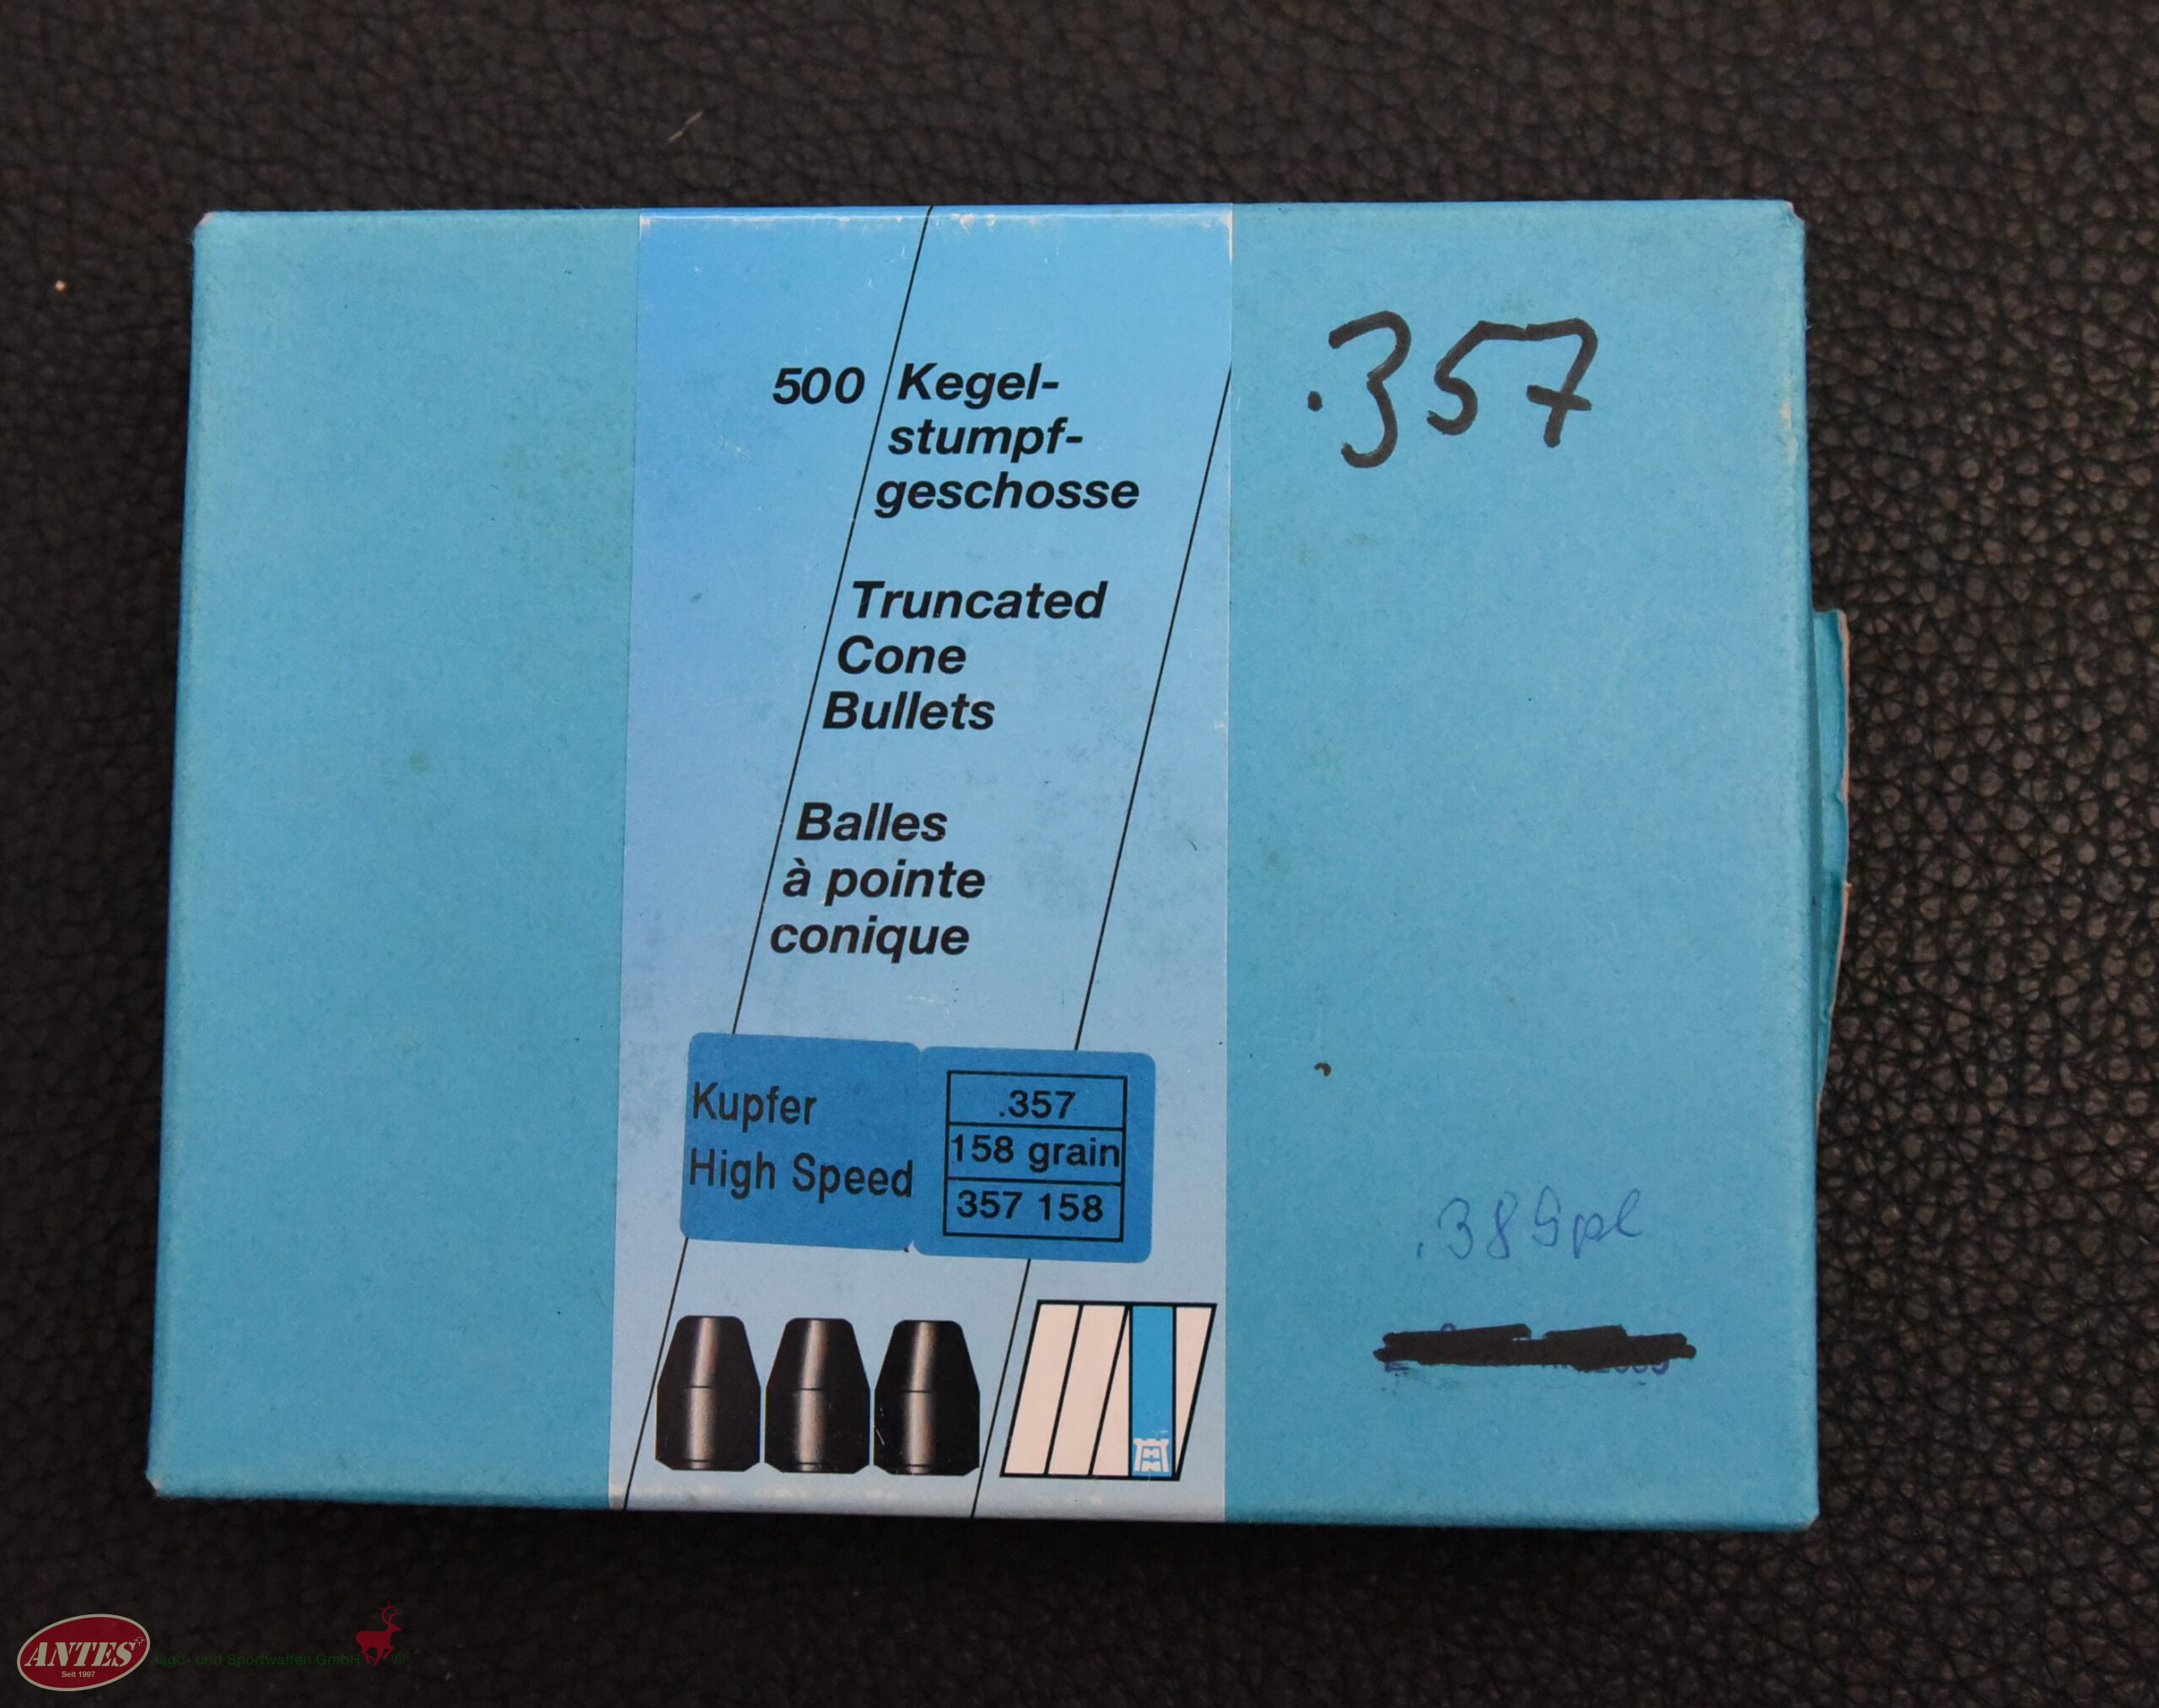 500 Kegel-
stumpf-
geschosse
Truncated
Cone
Bullets
Balles
à pointe
conique
.357
Kupfer
High Speed
.357
158 grain
357 158
.38 Spl
ANTES
Seit 1997
Jagd- und Sportwaffen GmbH ©